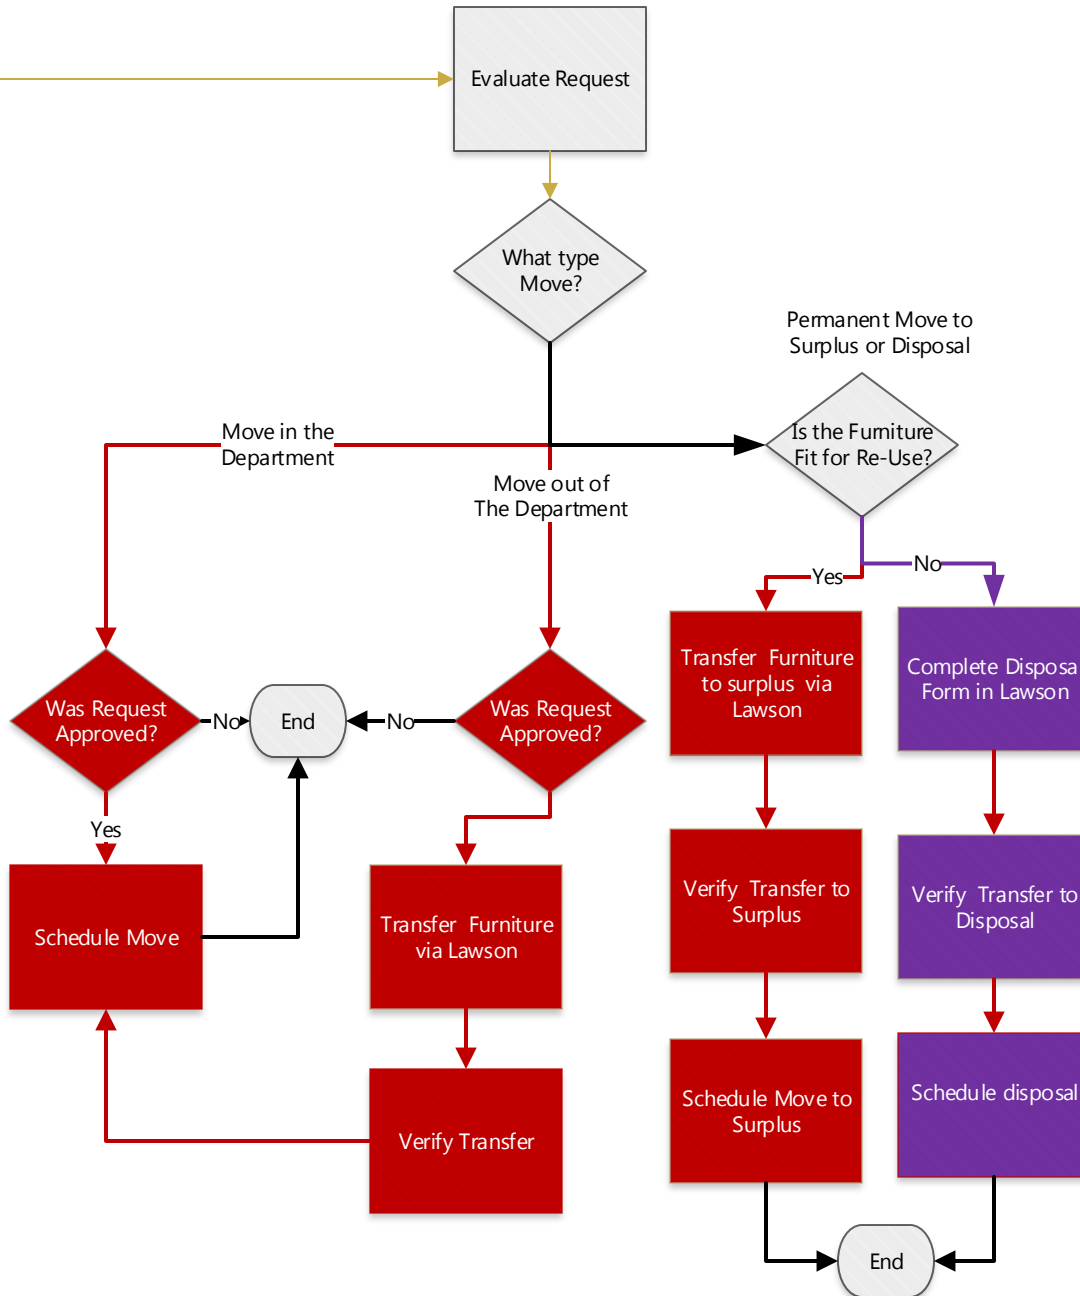 Evaluate Request
What type
Move?
Permanent Move to
Surplus or Disposal
Move in the
Department
Is the Furniture
Fit for Re-Use?
Move out of
The Department
Yes
No
Transfer Furniture
to surplus via
Lawson
Complete Disposa
Form in Lawson
Was Request
Approved?
No
End
No
Was Request
Approved?
Yes
Schedule Move
Transfer Furniture
via Lawson
Verify Transfer to
Surplus
Verify Transfer to
Disposal
Verify Transfer
Schedule Move to
Surplus
Schedule disposal
End